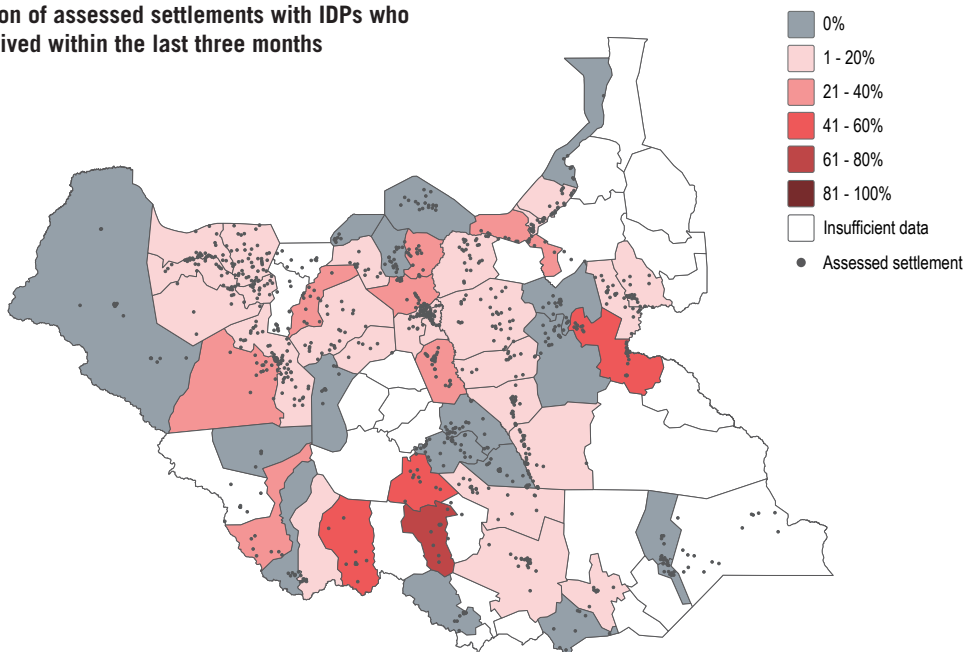 on of assessed settlements with IDPs who
ived within the last three months
0%
1 - 20%
21 - 40%
41 - 60%
61 - 80%
81 - 100%
Insufficient data
Assessed settlement